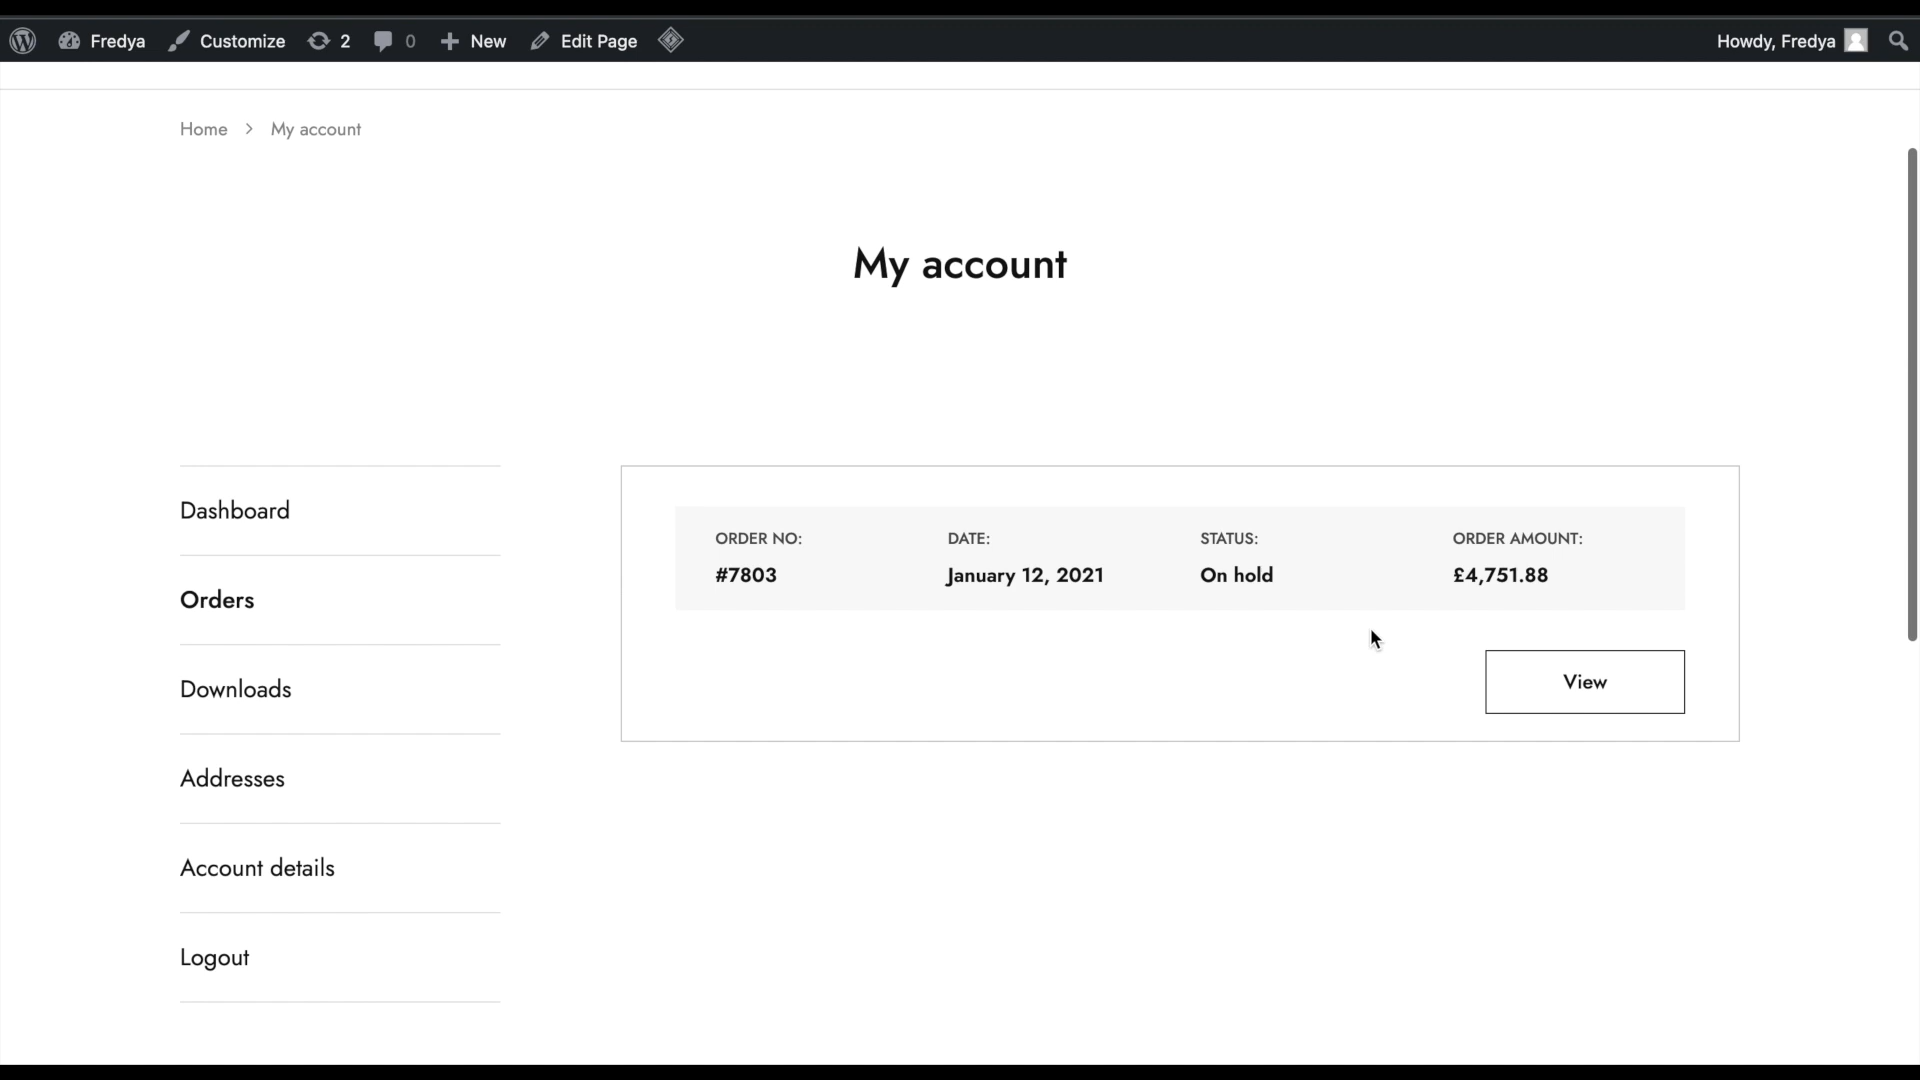 Fredya Customize 2 0 New Edit Page Howdy, Fredya
Home > My account
My account
Dashboard
Orders
Downloads
Addresses
Account details
Logout
ORDER NO: DATE: STATUS: ORDER AMOUNT:
#7803 January 12, 2021 On hold £4,751.88
View